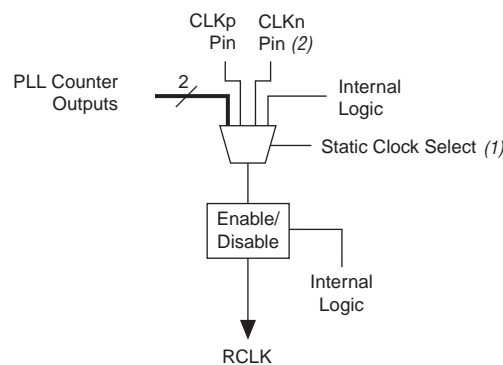 CLKp
Pin
CLKn
Pin (2)
PLL Counter
Outputs
2
Internal
Logic
Static Clock Select (1)
Enable/
Disable
Internal
Logic
RCLK